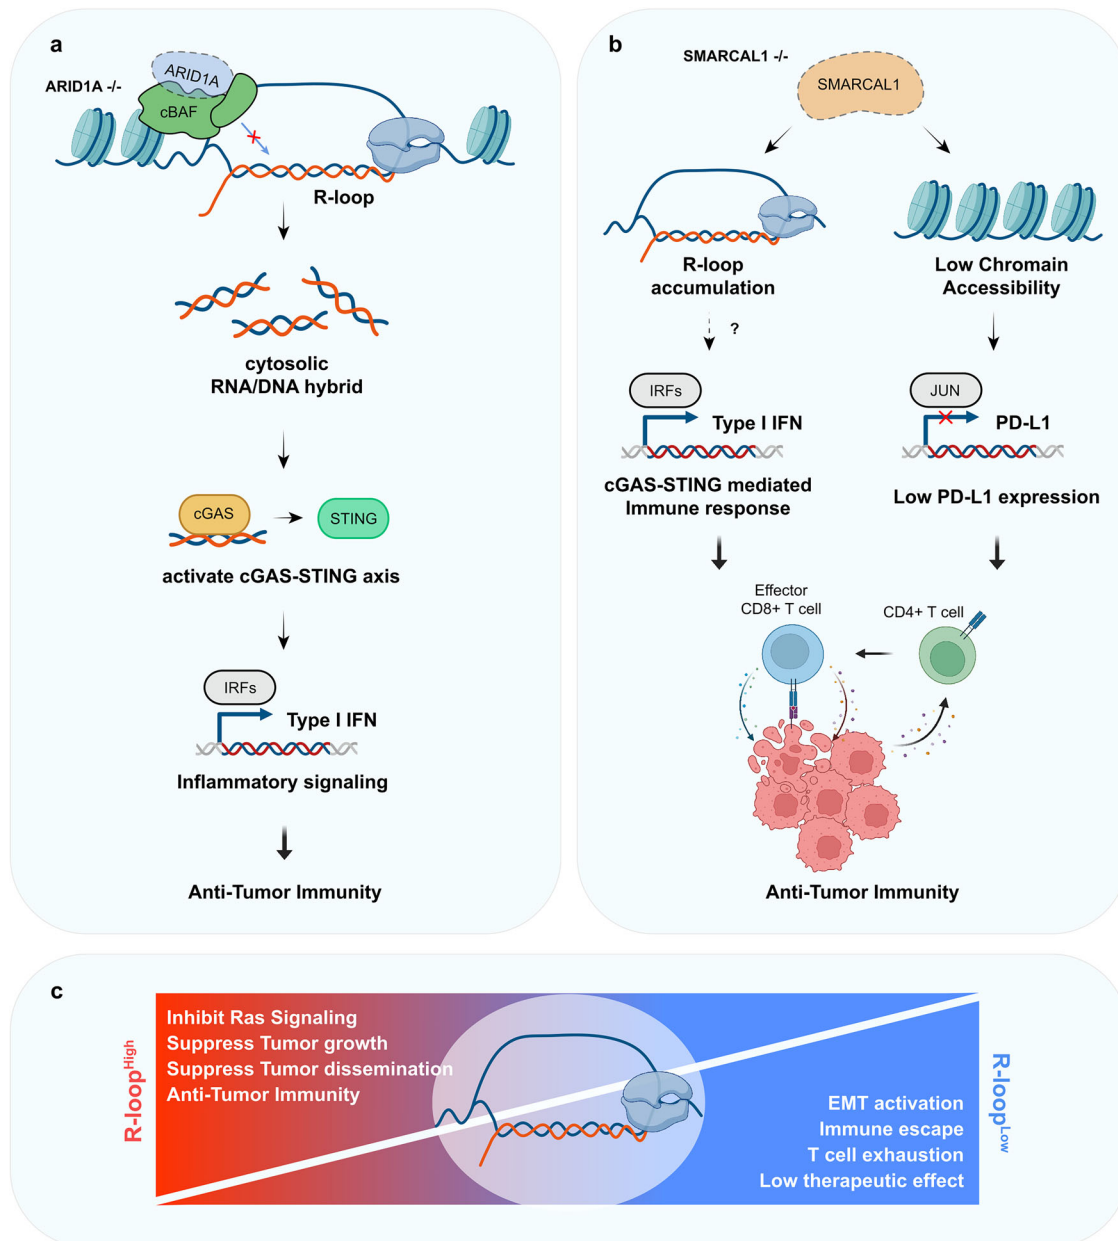 a
ARID1A -/-
ARID1A
cBAF
R-loop
cytosolic
RNA/DNA hybrid
cGAS
STING
activate cGAS-STING axis
IRFs
Type I IFN
Inflammatory signaling
Anti-Tumor Immunity
b
SMARCAL1 -/-
SMARCAL1
R-loop
accumulation
Low Chromain
Accessibility
?
IRFs
Type I IFN
cGAS-STING mediated
Immune response
JUN
PD-L1
Low PD-L1 expression
Effector
CD8+ T cell
CD4+ T cell
Anti-Tumor Immunity
c
R-loopHigh
Inhibit Ras Signaling
Suppress Tumor growth
Suppress Tumor dissemination
Anti-Tumor Immunity
R-loopLow
EMT activation
Immune escape
T cell exhaustion
Low therapeutic effect